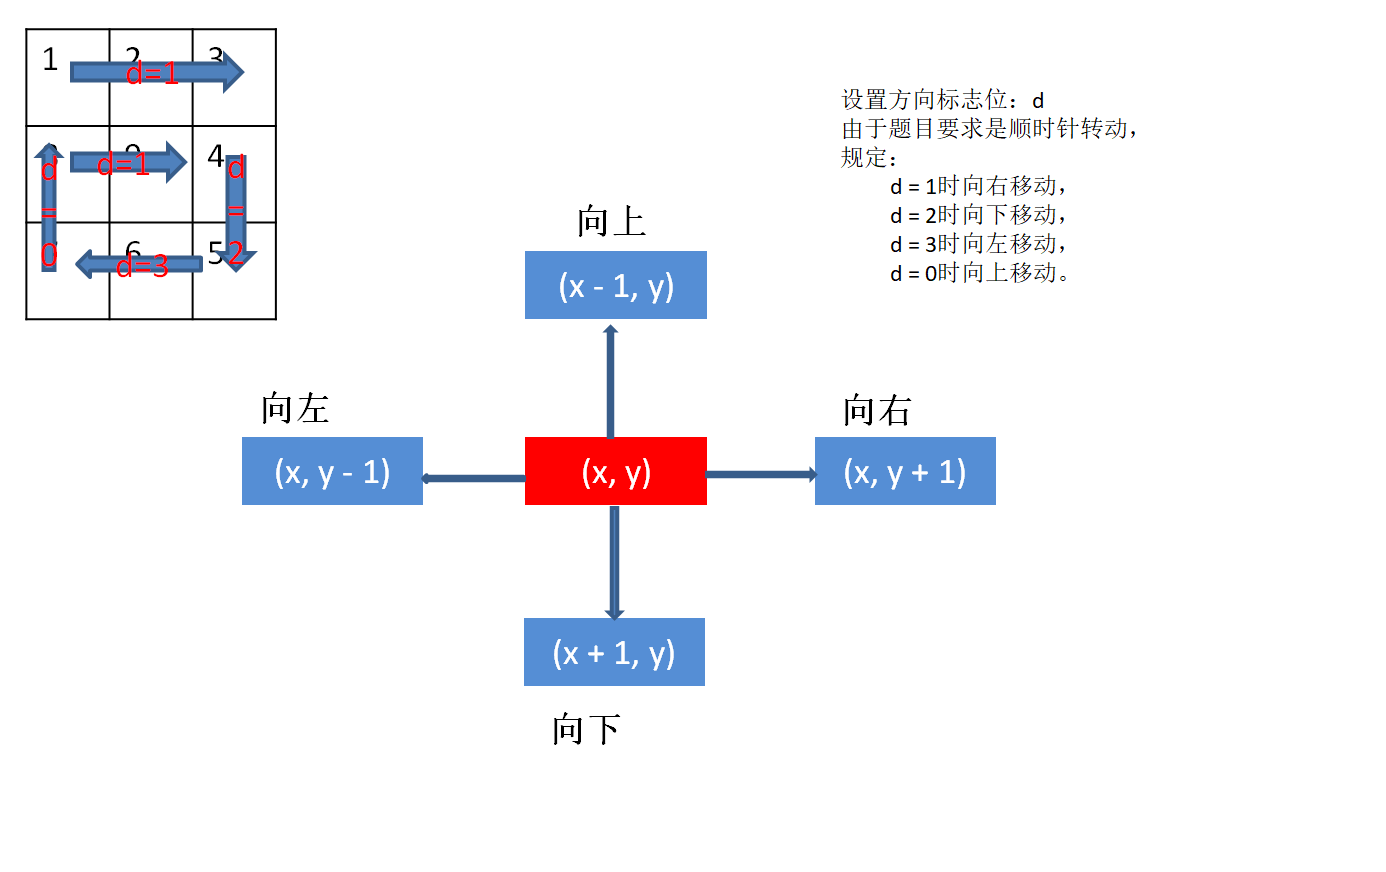 1 2 3
d=1
d=1
4
d
=
2
5
6
d=3
d
=
0
设置方向标志位：d
由于题目要求是顺时针转动，
规定：
d = 1时向右移动，
d = 2时向下移动，
d = 3时向左移动，
d = 0时向上移动。
向上
(x - 1, y)
向左
向右
(x, y - 1)
(x, y)
(x, y + 1)
(x + 1, y)
向下